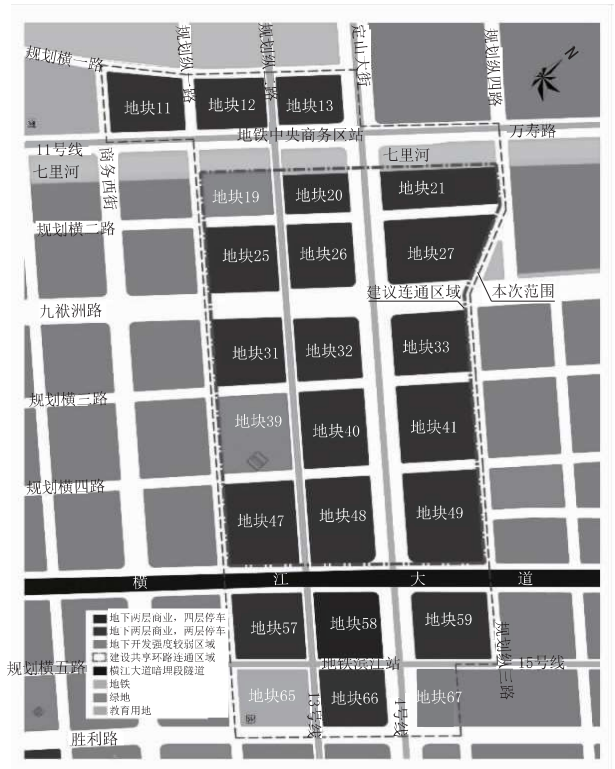 规划横一路
规划纵一路
规划纵二路
定山大街
规划纵四路
N
地块11
地块12
地块13
地铁中央商务区站
万寿路
11号线
七里河
七里河
商务西街
地块19
地块20
地块21
规划横二路
地块25
地块26
地块27
建议连通区域
本次范围
九袱洲路
地块31
地块32
地块33
规划横三路
地块39
地块40
地块41
规划横四路
地块47
地块48
地块49
横 江 大 道
地下两层商业，四层停车
地下两层商业，两层停车
地下开发强度较弱区域
建设共享环路连通区域
横江大道暗埋段隧道
地铁
绿地
教育用地
地块57
地块58
地块59
规划横五路
地铁滨江站
15号线
规划纵三路
地块65
地块66
地块67
13号线
4号线
胜利路